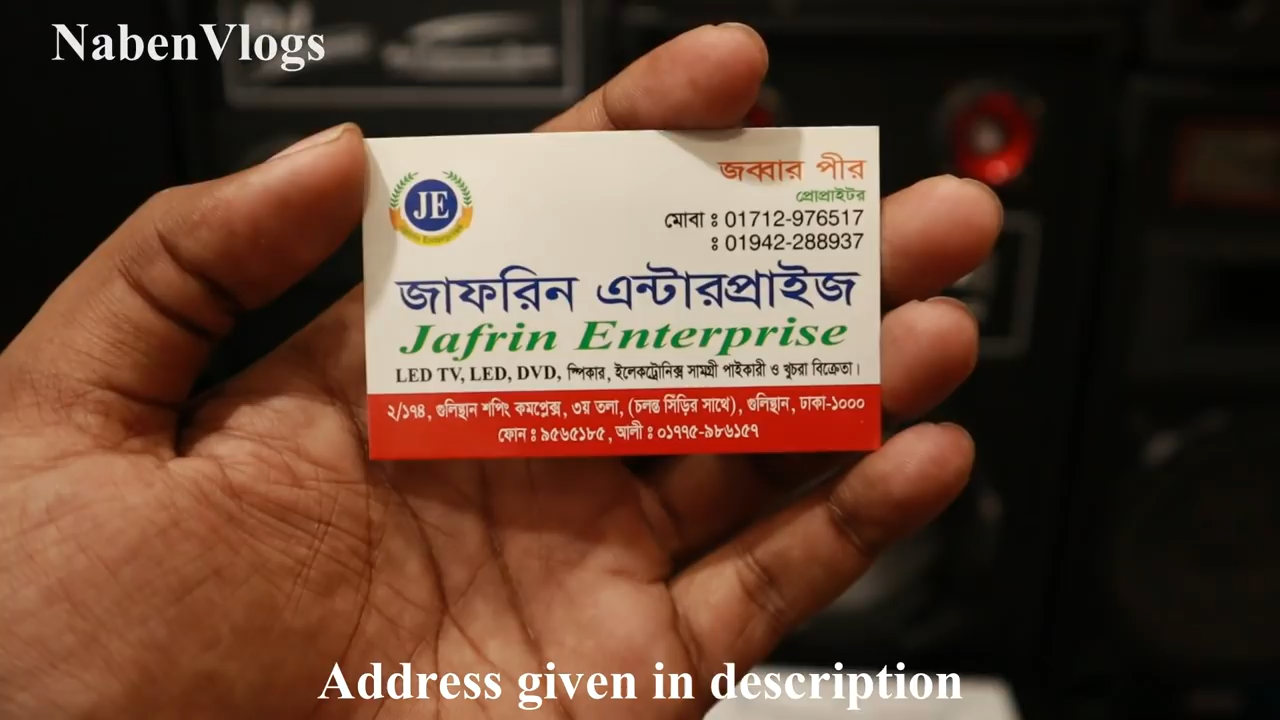 NabenVlogs
জব্বার পীর
প্রোপ্রাইটর
মোবা ঃ 01712-976517
ঃ 01942-288937
JE
Jafrin Enterprise
জাফরিন এন্টারপ্রাইজ
Jafrin Enterprise
LED TV, LED, DVD, স্পিকার, ইলেকট্রোনিক্স সামগ্রী পাইকারী ও খুচরা বিক্রেতা।
২/১৭৪, গুলিস্থান শপিং কমপ্লেক্স, ৩য় তলা, (চলন্ত সিঁড়ির সাথে), গুলিস্থান, ঢাকা-১০০০
ফোন ঃ ৯৫৬৫১৮৫, আলী ঃ ০১৭৭৫-৯৮৬১৫৭
Address given in description